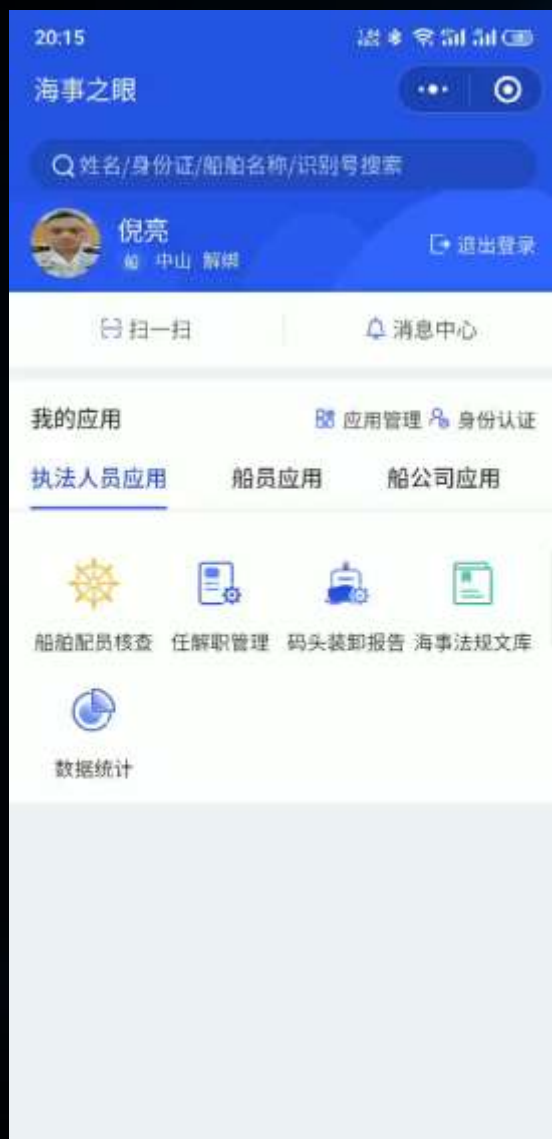 20:15
海事之眼
姓名/身份证/船舶名称/识别号搜索
倪亮
船 中山 解绑
退出登录
扫一扫
消息中心
我的应用
应用管理 身份认证
执法人员应用 船员应用 船公司应用
船舶配员核查 任解职管理 码头装卸报告 海事法规文库
数据统计